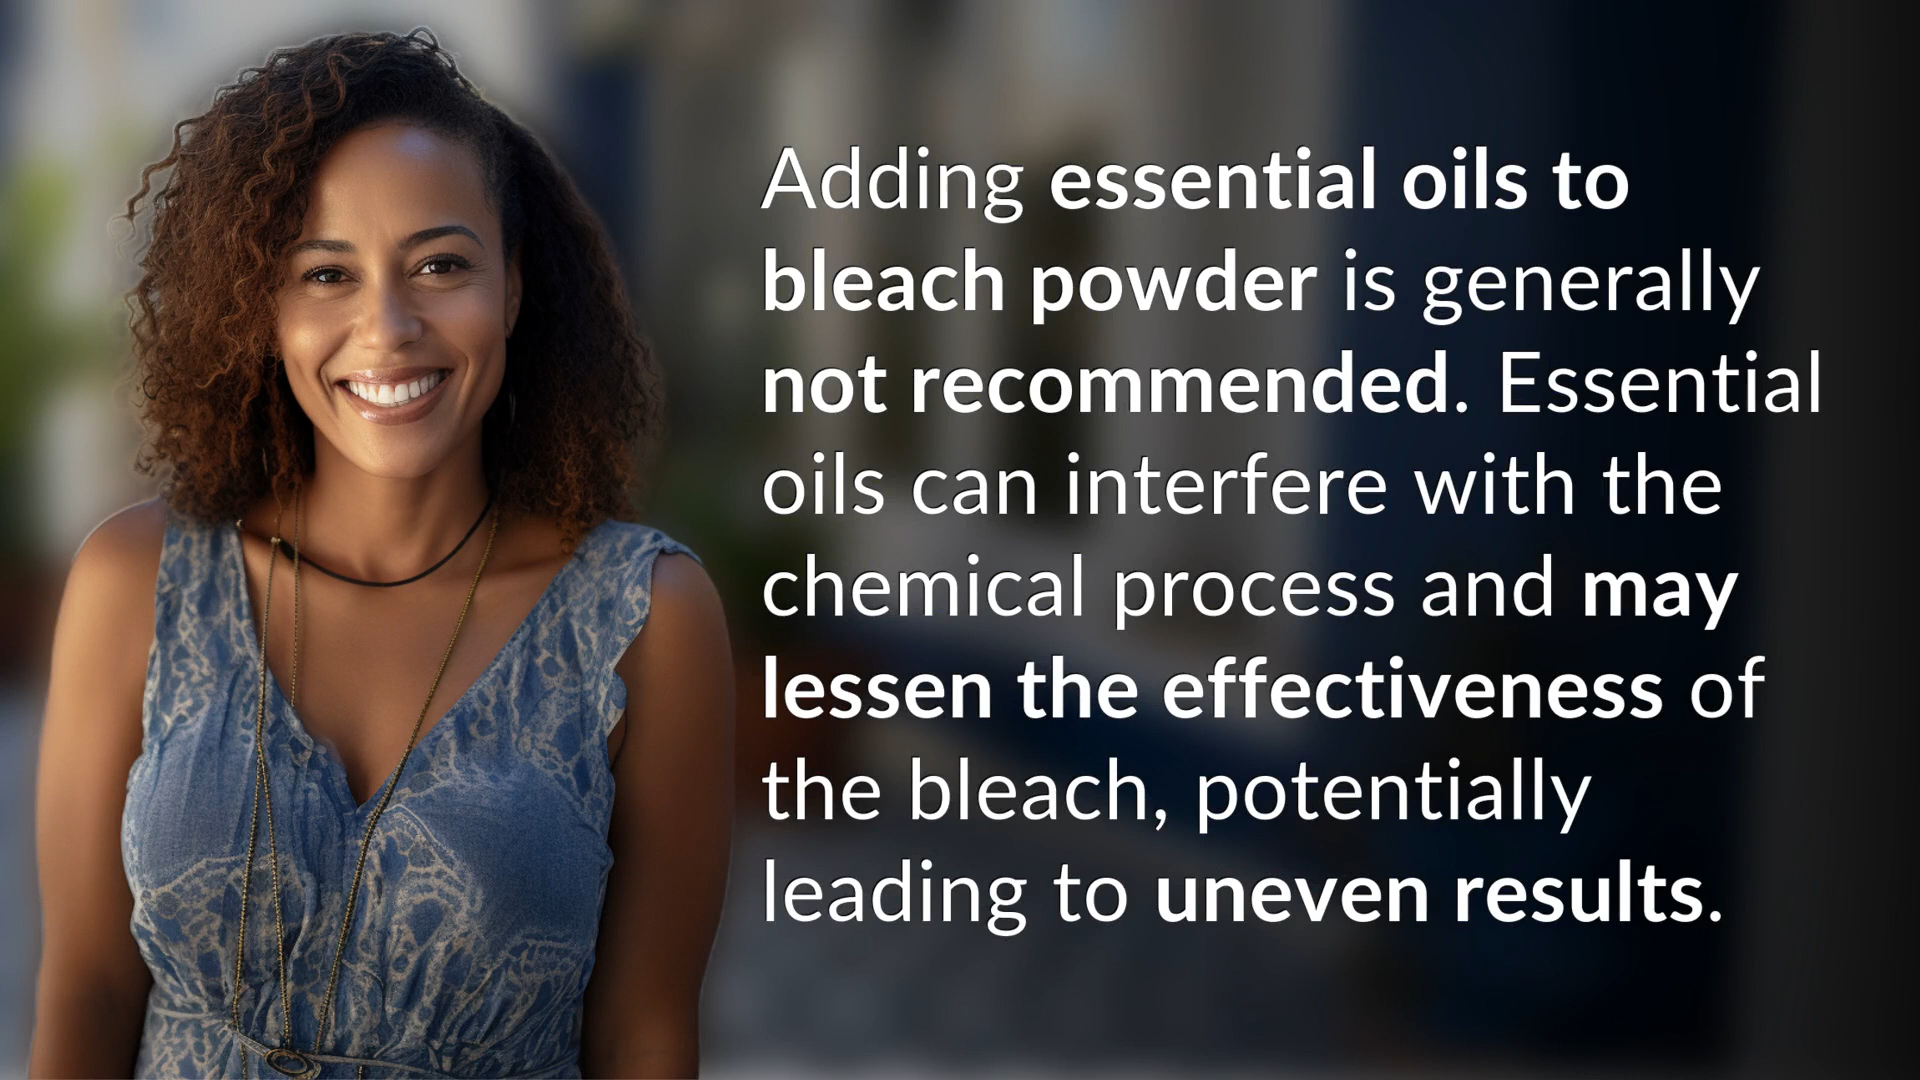 Adding essential oils to
bleach powder is generally
not recommended. Essential
oils can interfere with the
chemical process and may
lessen the effectiveness of
the bleach, potentially
leading to uneven results.